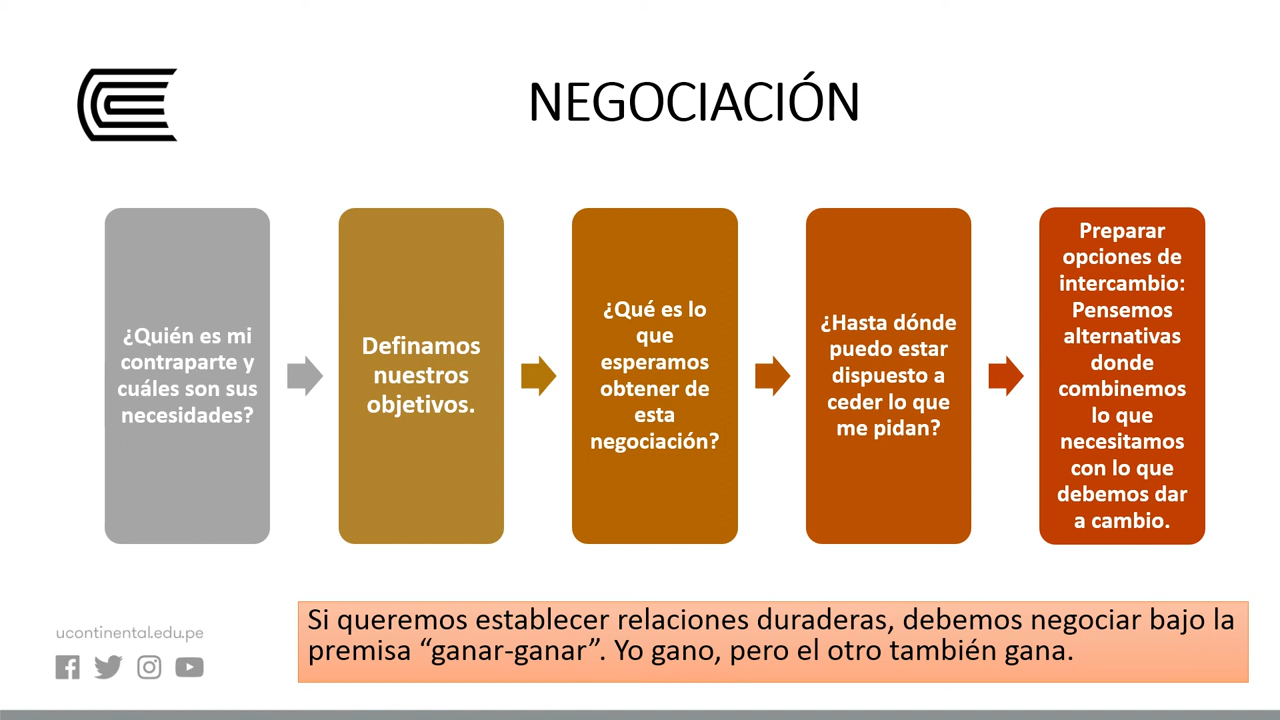 NEGOCIACIÓN
¿Quién es mi
contraparte y
cuáles son sus
necesidades?
Definamos
nuestros
objetivos.
¿Qué es lo
que
esperamos
obtener de
esta
negociación?
¿Hasta dónde
puedo estar
dispuesto a
ceder lo que
me pidan?
Preparar
opciones de
intercambio:
Pensemos
alternativas
donde
combinemos
lo que
necesitamos
con lo que
debemos dar
a cambio.
Si queremos establecer relaciones duraderas, debemos negociar bajo la
premisa “ganar-ganar”. Yo gano, pero el otro también gana.
ucontinental.edu.pe